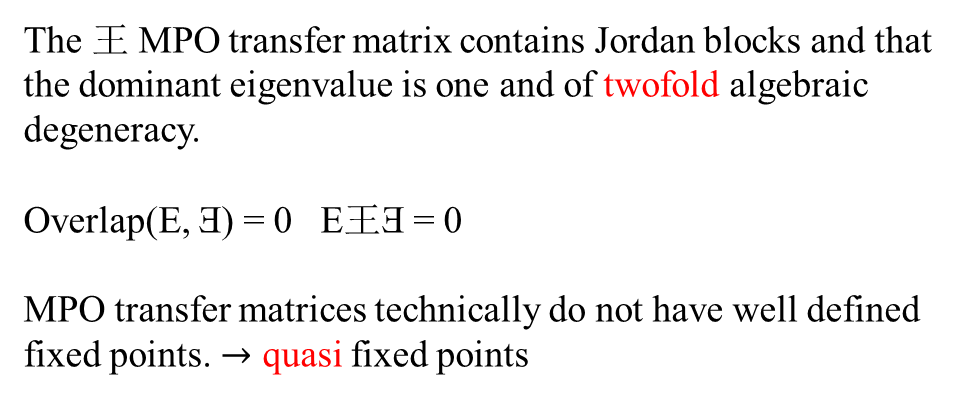 The 王 MPO transfer matrix contains Jordan blocks and that
the dominant eigenvalue is one and of twofold algebraic
degeneracy.
Overlap(E, Ǝ) = 0 E王Ǝ = 0
MPO transfer matrices technically do not have well defined
fixed points. → quasi fixed points